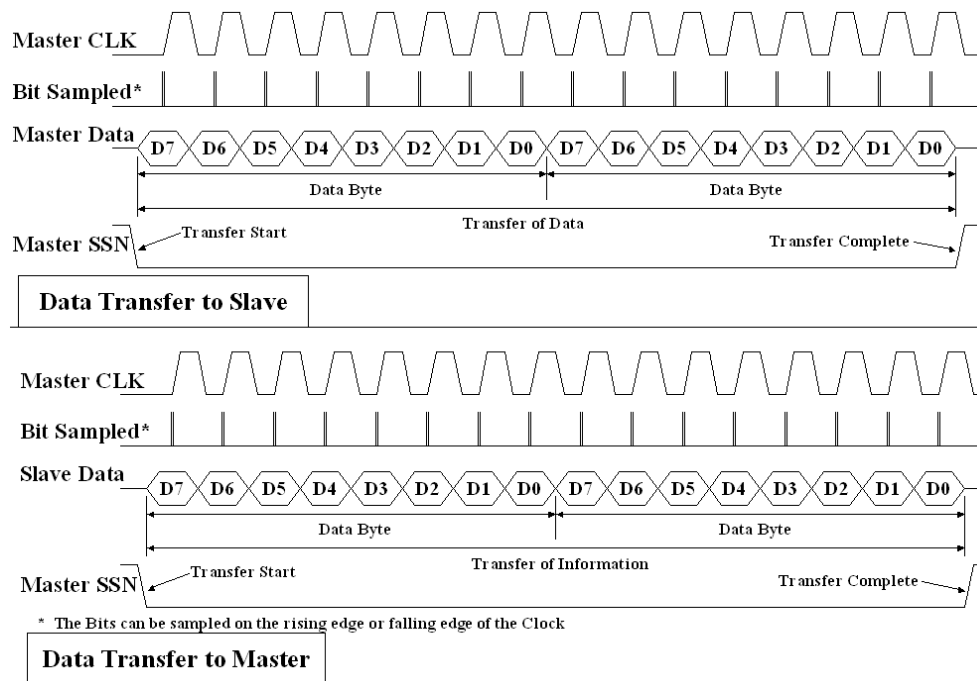 Master CLK
Bit Sampled*
Master Data
D7 D6 D5 D4 D3 D2 D1 D0 D7 D6 D5 D4 D3 D2 D1 D0
Data Byte Data Byte
Transfer of Data
Master SSN
Transfer Start
Transfer Complete
Data Transfer to Slave
Master CLK
Bit Sampled*
Slave Data
D7 D6 D5 D4 D3 D2 D1 D0 D7 D6 D5 D4 D3 D2 D1 D0
Data Byte Data Byte
Transfer of Information
Master SSN
Transfer Start
Transfer Complete
* The Bits can be sampled on the rising edge or falling edge of the Clock
Data Transfer to Master